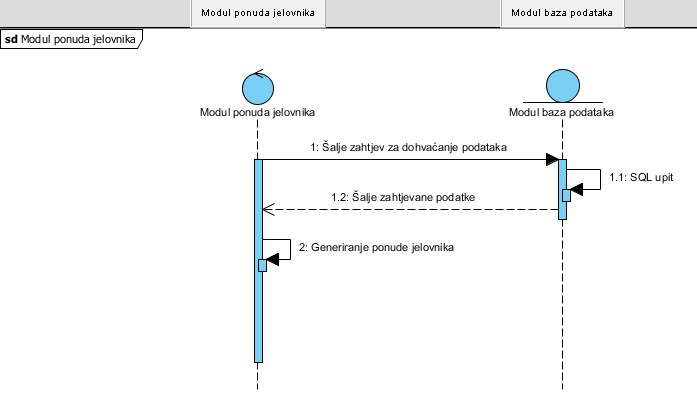 Modul ponuda jelovnika
Modul baza podataka
sd Modul ponuda jelovnika
Modul ponuda jelovnika
Modul baza podataka
1: Šalje zahtjev za dohvaćanje podataka
1.1: SQL upit
1.2: Šalje zahtjevane podatke
2: Generiranje ponude jelovnika